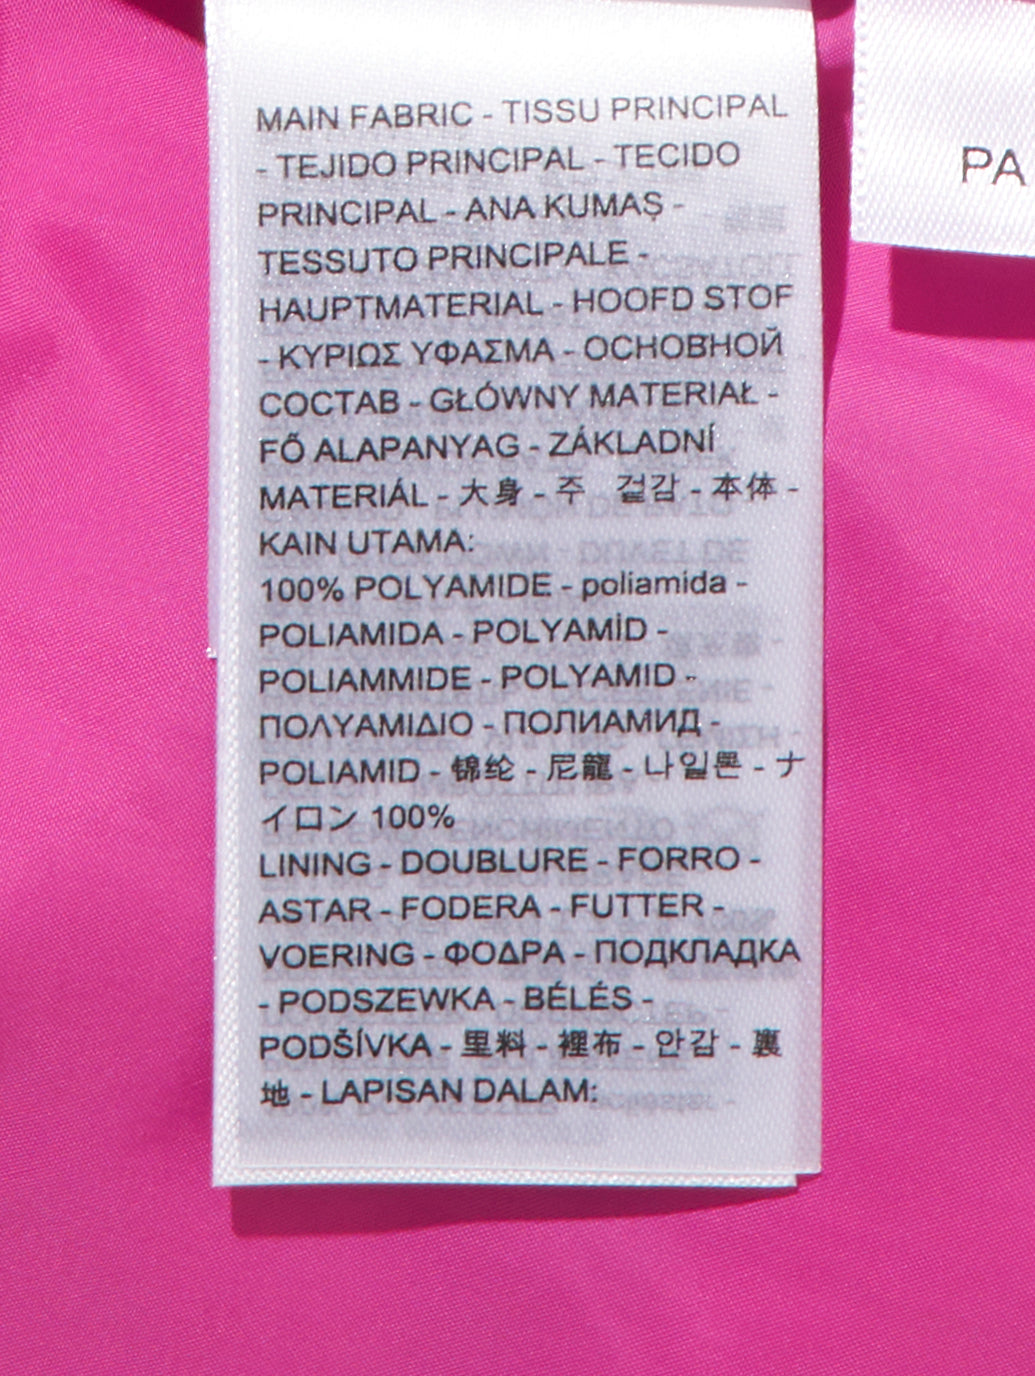 MAIN FABRIC - TISSU PRINCIPAL
- TEJIDO PRINCIPAL - TECIDO
PRINCIPAL - ANA KUMAŞ -
TESSUTO PRINCIPALE -
HAUPTMATERIAL - HOOFD STOF
- ΚΥΡΙΩΣ ΥΦΑΣΜΑ - ОСНОВНОЙ
СОСТАВ - GŁÓWNY MATERIAŁ -
FŐ ALAPANYAG - ZÁKLADNÍ
MATERIÁL - 大身 - 주 겉감 - 本体 -
KAIN UTAMA:
100% POLYAMIDE - poliamida -
POLIAMIDA - POLYAMİD -
POLIAMMIDE - POLYAMID -
ΠΟΛΥΑΜΙΔΙΟ - ПОЛИАМИД -
POLIAMID - 锦纶 - 尼龍 - 나일론 - ナ
イロン 100%
LINING - DOUBLURE - FORRO -
ASTAR - FODERA - FUTTER -
VOERING - ΦΟΔΡΑ - ПОДКЛАДКА
- PODSZEWKA - BÉLÉS -
PODŠÍVKA - 里料 - 裡布 - 안감 - 裏
地 - LAPISAN DALAM:
PA